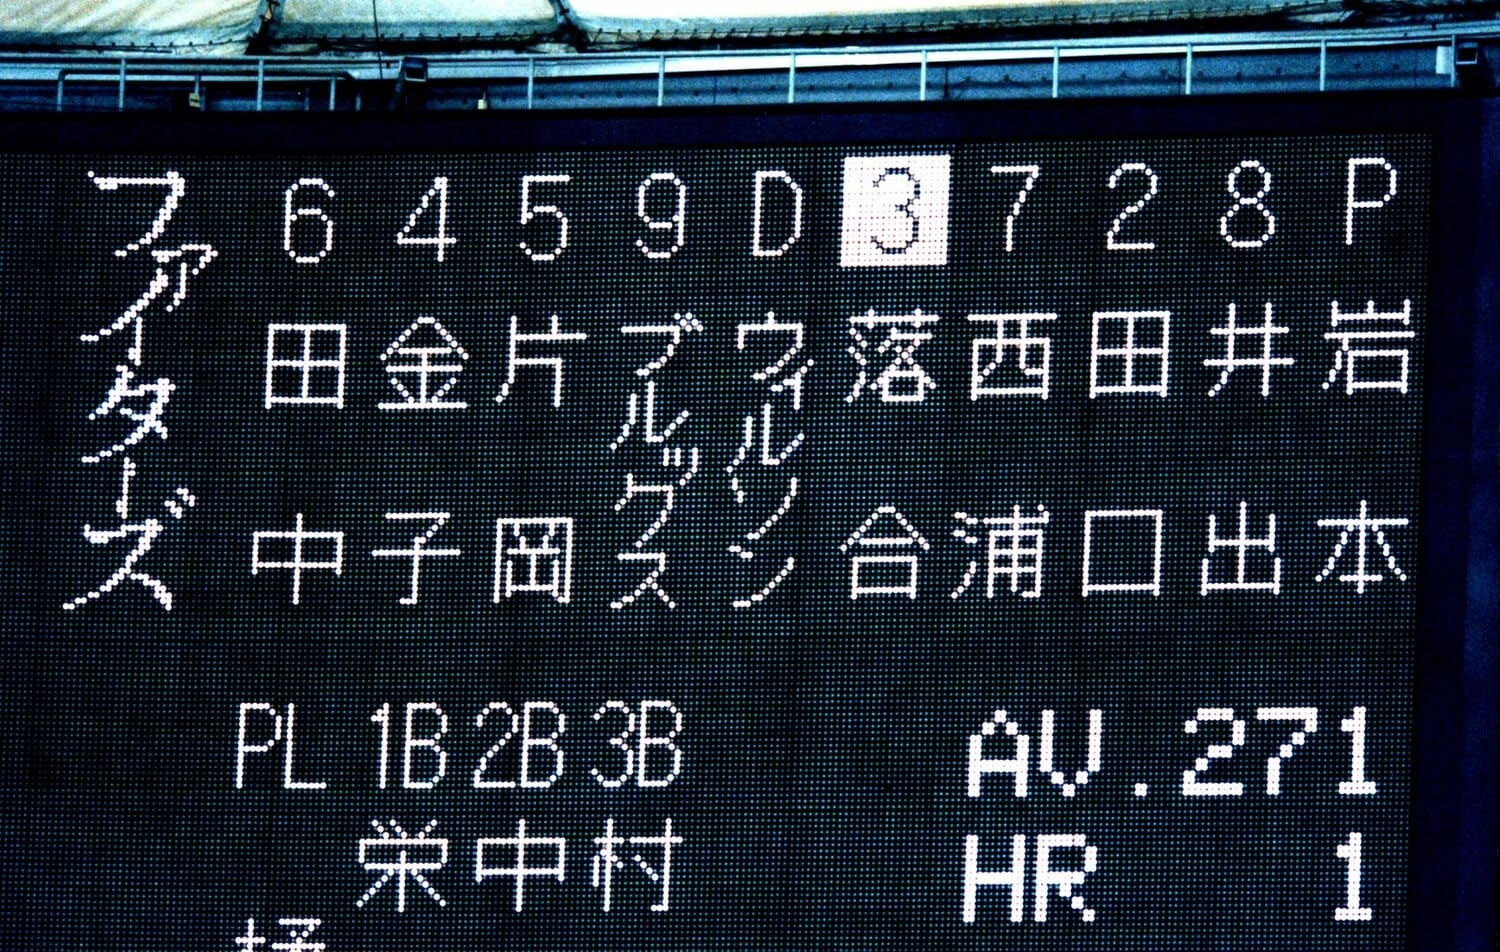 ファイターズ
6 4 5 9 D 3 7 2 8 P
田中
金子
片岡
ブルックス
ウィルソン
落合
西浦
田口
井出
岩本
PL 1B 2B 3B
栄 中 村
AV .271
HR 1